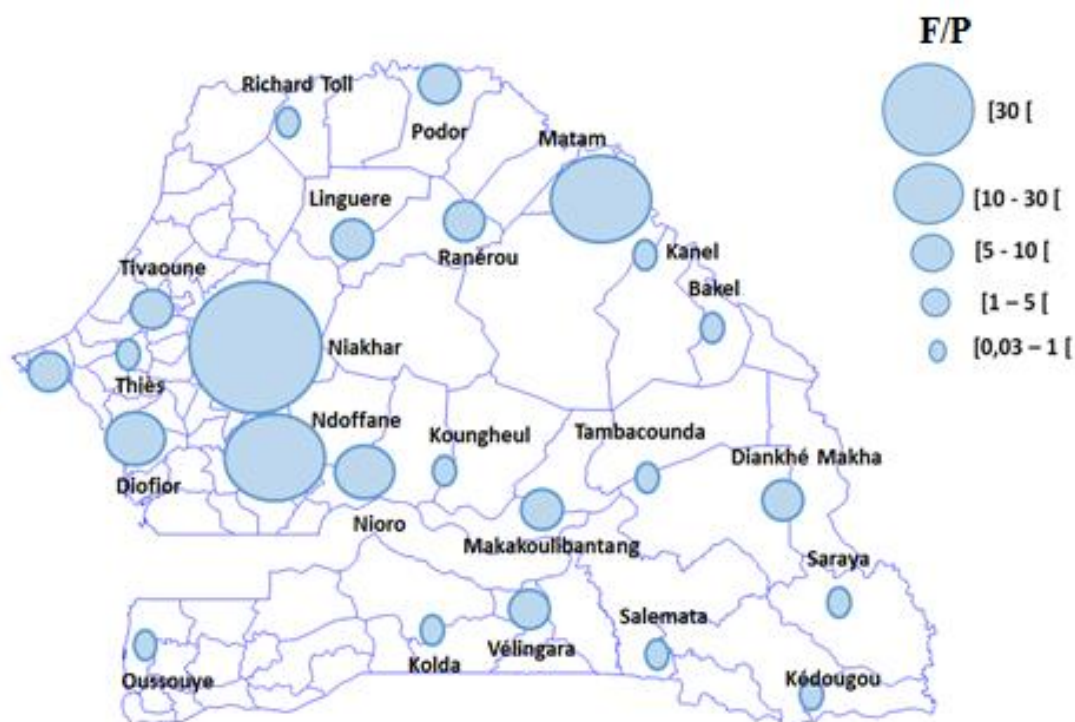 F/P
[30 [
[10 - 30 [
[5 - 10 [
[1 – 5 [
[0,03 – 1 [
Richard Toll
Podor
Matam
Linguere
Ranérou
Kanel
Tivaoune
Bakel
Niakhar
Thiès
Ndoffane
Koungheul
Tambacounda
Diankhé Makha
Diofior
Nioro
Makakoulibantang
Saraya
Salemata
Vélingara
Kolda
Oussouye
Kédougou